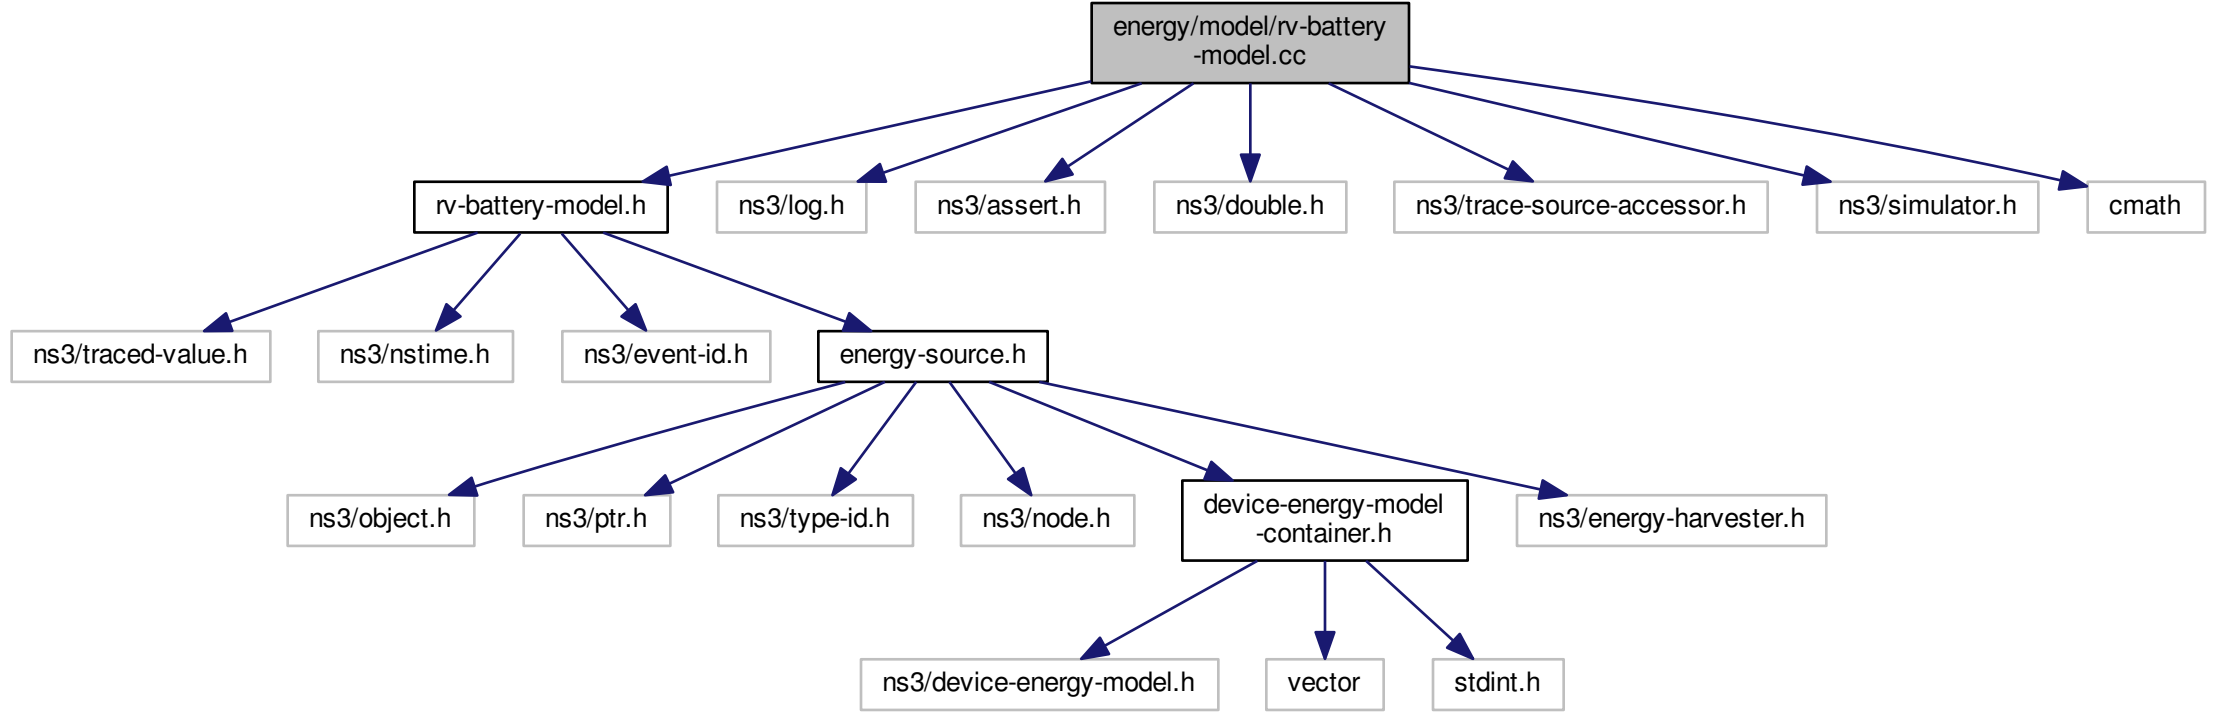 energy/model/rv-battery
-model.cc
rv-battery-model.h
ns3/log.h
ns3/assert.h
ns3/double.h
ns3/trace-source-accessor.h
ns3/simulator.h
cmath
ns3/traced-value.h
ns3/nstime.h
ns3/event-id.h
energy-source.h
ns3/object.h
ns3/ptr.h
ns3/type-id.h
ns3/node.h
device-energy-model
-container.h
ns3/energy-harvester.h
ns3/device-energy-model.h
vector
stdint.h